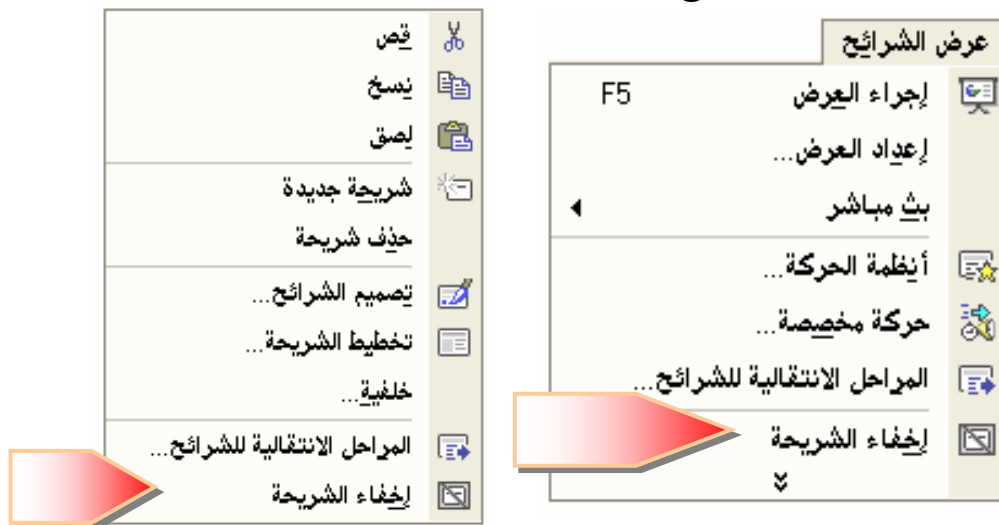 عرض الشرائح
إجراء العرض F5
إعداد العرض...
بث مباشر
أنظمة الحركة...
حركة مخصصة...
المراحل الانتقالية للشرائح...
إخفاء الشريحة
قص
نسخ
لصق
شريحة جديدة
حذف شريحة
تصميم الشرائح...
تخطيط الشريحة...
خلفية...
المراحل الانتقالية للشرائح...
إخفاء الشريحة